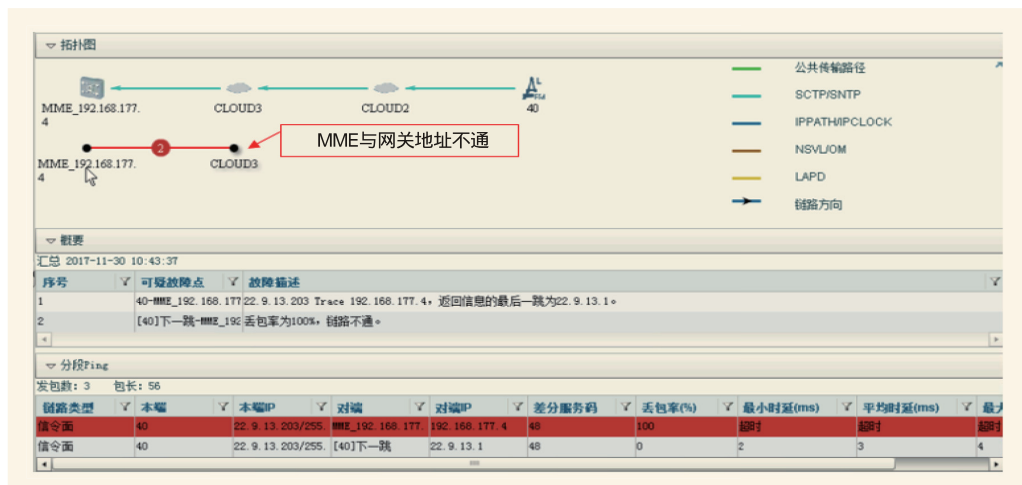 拓扑图
公共传输路径
SCTP/SNTP
IPPATH/IPCLOCK
NSVL/OM
LAPD
链路方向
MME_192.168.177.
4
CLOUD3
CLOUD2
40
MME与网关地址不通
2
MME_192.168.177.
4
CLOUD3
概要
汇总 2017-11-30 10:43:37
序号 可疑故障点 故障描述
1 40-MME_192.168.177 22.9.13.203 Trace 192.168.177.4，返回信息的最后一跳为22.9.13.1。
2 [40]下一跳-MME_192 丢包率为100%，链路不通。
分段Ping
发包数：3 包长：56
链路类型 本端 本端IP 对端 对端IP 差分服务码 丢包率(%) 最小时延(ms) 平均时延(ms) 最大
信令面 40 22.9.13.203/255. MME_192.168.177. 192.168.177.4 48 100 超时 超时 超时
信令面 40 22.9.13.203/255. [40]下一跳 22.9.13.1 48 0 2 3 4